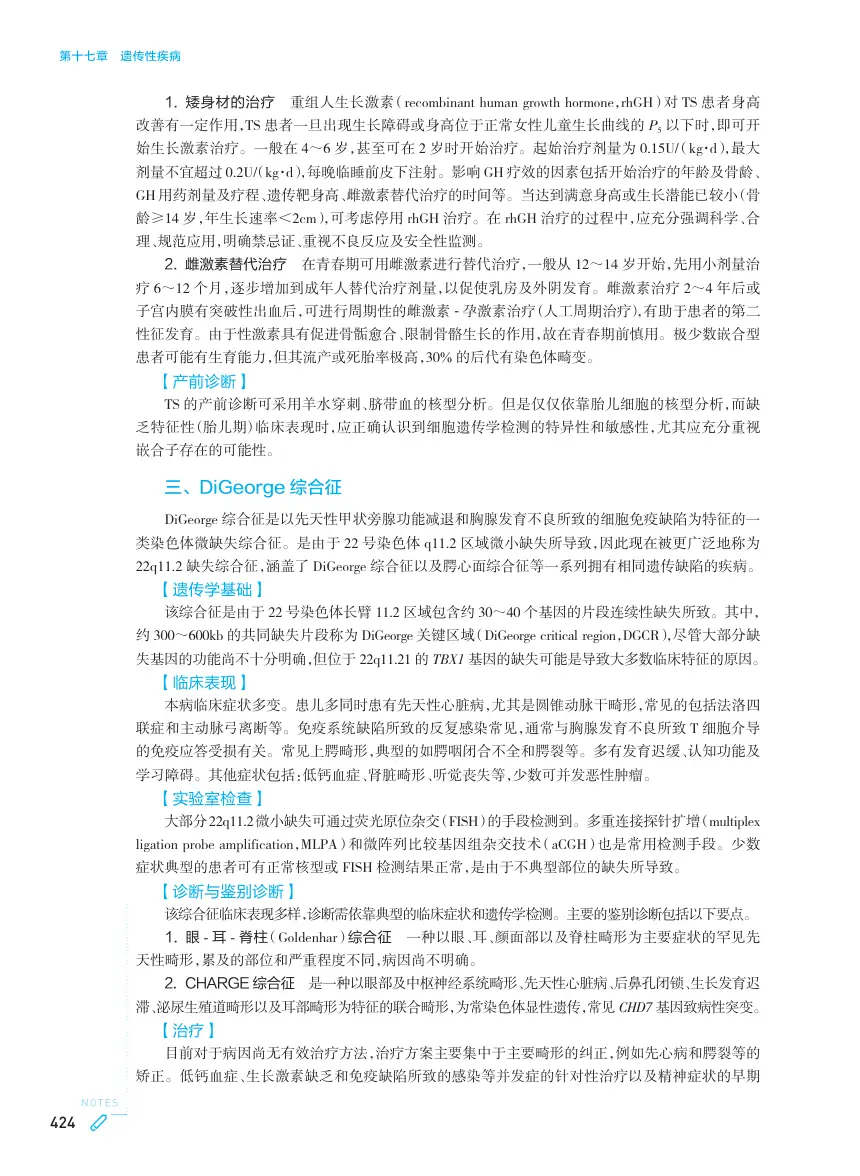 第十七章 遗传性疾病
1. 矮身材的治疗 重组人生长激素（recombinant human growth hormone,rhGH）对 TS 患者身高
改善有一定作用,TS 患者一旦出现生长障碍或身高位于正常女性儿童生长曲线的 P5 以下时,即可开
始生长激素治疗。一般在 4～6 岁,甚至可在 2 岁时开始治疗。起始治疗剂量为 0.15U/（kg·d）,最大
剂量不宜超过 0.2U/（kg·d）,每晚临睡前皮下注射。影响 GH 疗效的因素包括开始治疗的年龄及骨龄、
GH 用药剂量及疗程、遗传靶身高、雌激素替代治疗的时间等。当达到满意身高或生长潜能已较小（骨
龄≥14 岁,年生长速率＜2cm）,可考虑停用 rhGH 治疗。在 rhGH 治疗的过程中,应充分强调科学、合
理、规范应用,明确禁忌证、重视不良反应及安全性监测。
2. 雌激素替代治疗 在青春期可用雌激素进行替代治疗,一般从 12～14 岁开始,先用小剂量治
疗 6～12 个月,逐步增加到成年人替代治疗剂量,以促使乳房及外阴发育。雌激素治疗 2～4 年后或
子宫内膜有突破性出血后,可进行周期性的雌激素 - 孕激素治疗（人工周期治疗）,有助于患者的第二
性征发育。由于性激素具有促进骨骺愈合、限制骨骼生长的作用,故在青春期前慎用。极少数嵌合型
患者可能有生育能力,但其流产或死胎率极高,30% 的后代有染色体畸变。
【产前诊断】
TS 的产前诊断可采用羊水穿刺、脐带血的核型分析。但是仅仅依靠胎儿细胞的核型分析,而缺
乏特征性（胎儿期）临床表现时,应正确认识到细胞遗传学检测的特异性和敏感性,尤其应充分重视
嵌合子存在的可能性。
三、DiGeorge 综合征
DiGeorge 综合征是以先天性甲状旁腺功能减退和胸腺发育不良所致的细胞免疫缺陷为特征的一
类染色体微缺失综合征。是由于 22 号染色体 q11.2 区域微小缺失所导致,因此现在被更广泛地称为
22q11.2 缺失综合征,涵盖了 DiGeorge 综合征以及腭心面综合征等一系列拥有相同遗传缺陷的疾病。
【遗传学基础】
该综合征是由于 22 号染色体长臂 11.2 区域包含约 30～40 个基因的片段连续性缺失所致。其中,
约 300～600kb 的共同缺失片段称为 DiGeorge 关键区域（DiGeorge critical region,DGCR）,尽管大部分缺
失基因的功能尚不十分明确,但位于 22q11.21 的 TBX1 基因的缺失可能是导致大多数临床特征的原因。
【临床表现】
本病临床症状多变。患儿多同时患有先天性心脏病,尤其是圆锥动脉干畸形,常见的包括法洛四
联症和主动脉弓离断等。免疫系统缺陷所致的反复感染常见,通常与胸腺发育不良所致 T 细胞介导
的免疫应答受损有关。常见上腭畸形,典型的如腭咽闭合不全和腭裂等。多有发育迟缓、认知功能及
学习障碍。其他症状包括:低钙血症、肾脏畸形、听觉丧失等,少数可并发恶性肿瘤。
【实验室检查】
大部分22q11.2微小缺失可通过荧光原位杂交（FISH）的手段检测到。多重连接探针扩增（multiplex
ligation probe amplification,MLPA）和微阵列比较基因组杂交技术（aCGH）也是常用检测手段。少数
症状典型的患者可有正常核型或 FISH 检测结果正常,是由于不典型部位的缺失所导致。
【诊断与鉴别诊断】
该综合征临床表现多样,诊断需依靠典型的临床症状和遗传学检测。主要的鉴别诊断包括以下要点。
1. 眼 - 耳 - 脊柱（Goldenhar）综合征 一种以眼、耳、颜面部以及脊柱畸形为主要症状的罕见先
天性畸形,累及的部位和严重程度不同,病因尚不明确。
2. CHARGE 综合征 是一种以眼部及中枢神经系统畸形、先天性心脏病、后鼻孔闭锁、生长发育迟
滞、泌尿生殖道畸形以及耳部畸形为特征的联合畸形,为常染色体显性遗传,常见 CHD7 基因致病性突变。
【治疗】
目前对于病因尚无有效治疗方法,治疗方案主要集中于主要畸形的纠正,例如先心病和腭裂等的
矫正。低钙血症、生长激素缺乏和免疫缺陷所致的感染等并发症的针对性治疗以及精神症状的早期
NOTES
424